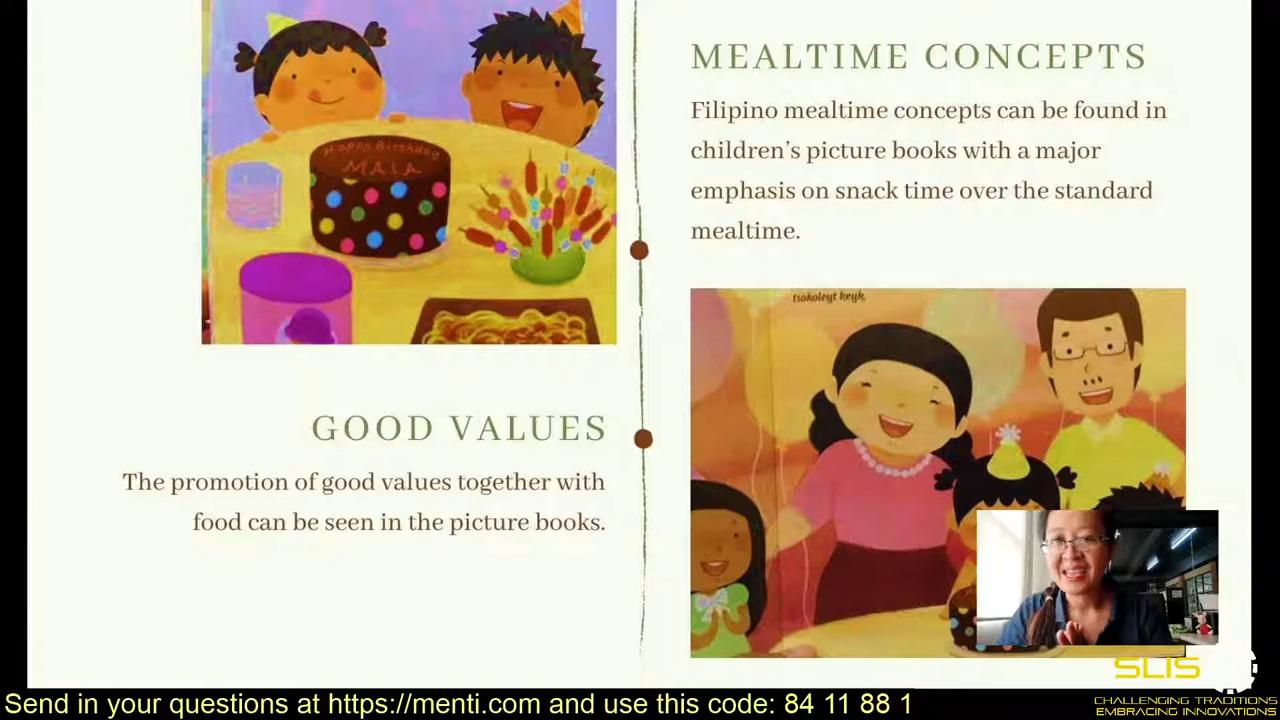 Happy Birthday
MAIA
MEALTIME CONCEPTS
Filipino mealtime concepts can be found in
children's picture books with a major
emphasis on snack time over the standard
mealtime.
tsokoleyt keyk
GOOD VALUES
The promotion of good values together with
food can be seen in the picture books.
SLIS
CHALLENGING TRADITIONS
EMBRACING INNOVATIONS
Send in your questions at https://menti.com and use this code: 84 11 88 1